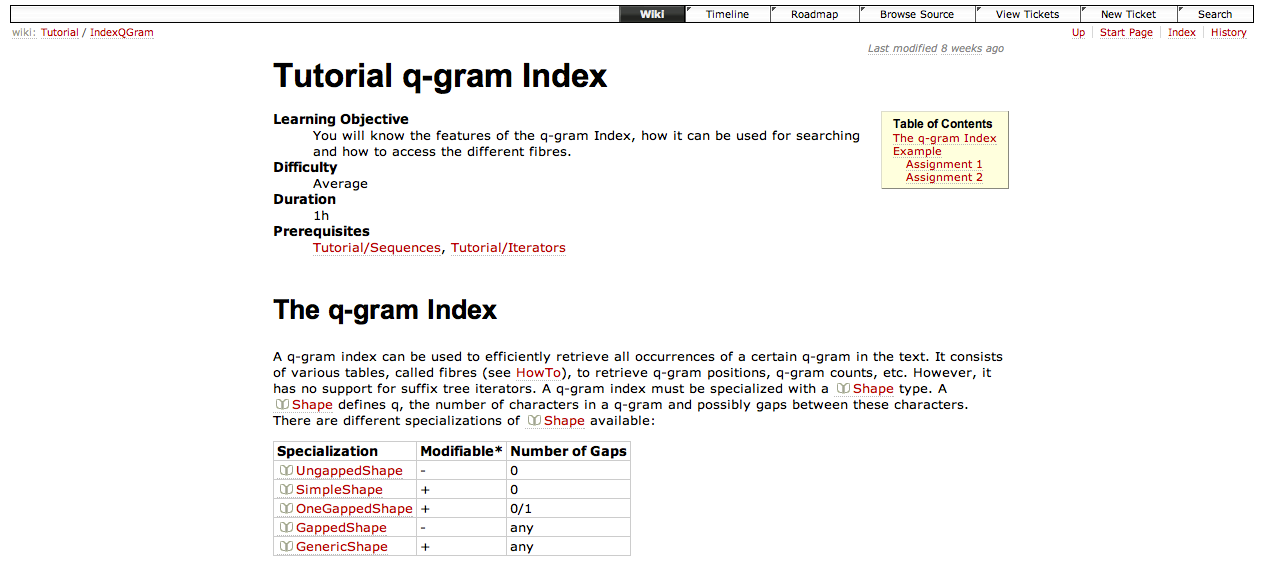 Wiki Timeline Roadmap Browse Source View Tickets New Ticket Search
wiki: Tutorial / IndexQGram
Up Start Page Index History
Last modified 8 weeks ago
Tutorial q-gram Index
Learning Objective
You will know the features of the q-gram Index, how it can be used for searching
and how to access the different fibres.
Difficulty
Average
Duration
1h
Prerequisites
Tutorial/Sequences, Tutorial/Iterators
Table of Contents
The q-gram Index
Example
Assignment 1
Assignment 2
The q-gram Index
A q-gram index can be used to efficiently retrieve all occurrences of a certain q-gram in the text. It consists
of various tables, called fibres (see HowTo), to retrieve q-gram positions, q-gram counts, etc. However, it
has no support for suffix tree iterators. A q-gram index must be specialized with a Shape type. A
Shape defines q, the number of characters in a q-gram and possibly gaps between these characters.
There are different specializations of Shape available:
Specialization Modifiable* Number of Gaps
UngappedShape - 0
SimpleShape + 0
OneGappedShape + 0/1
GappedShape - any
GenericShape + any